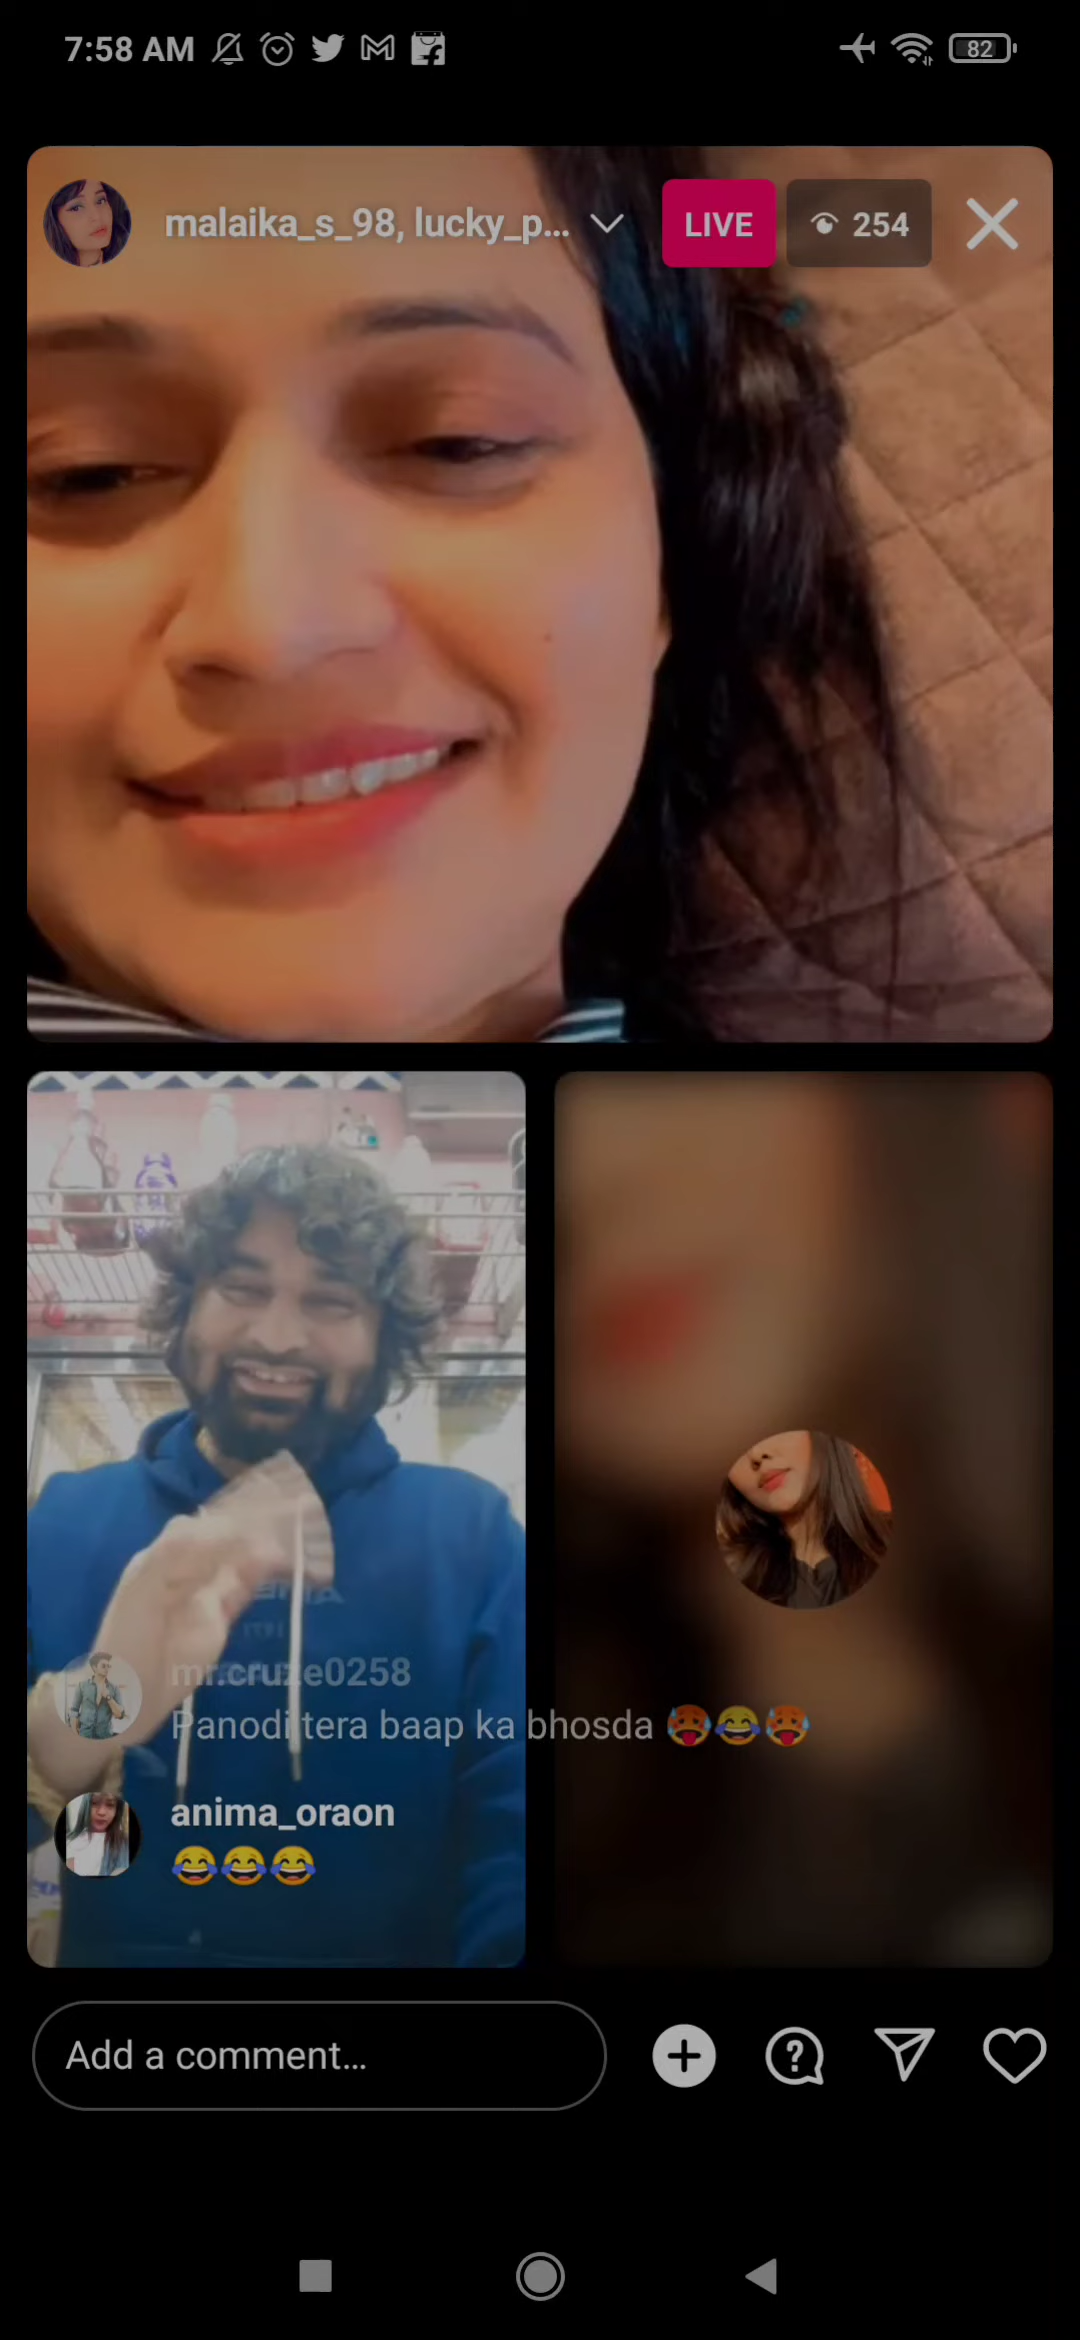 7:58 AM
82
malaika_s_98, lucky_p...
LIVE
254
mr.cruze0258
Panodi tera baap ka bhosda 🥵😂🥵
anima_oraon
😂😂😂
Add a comment...